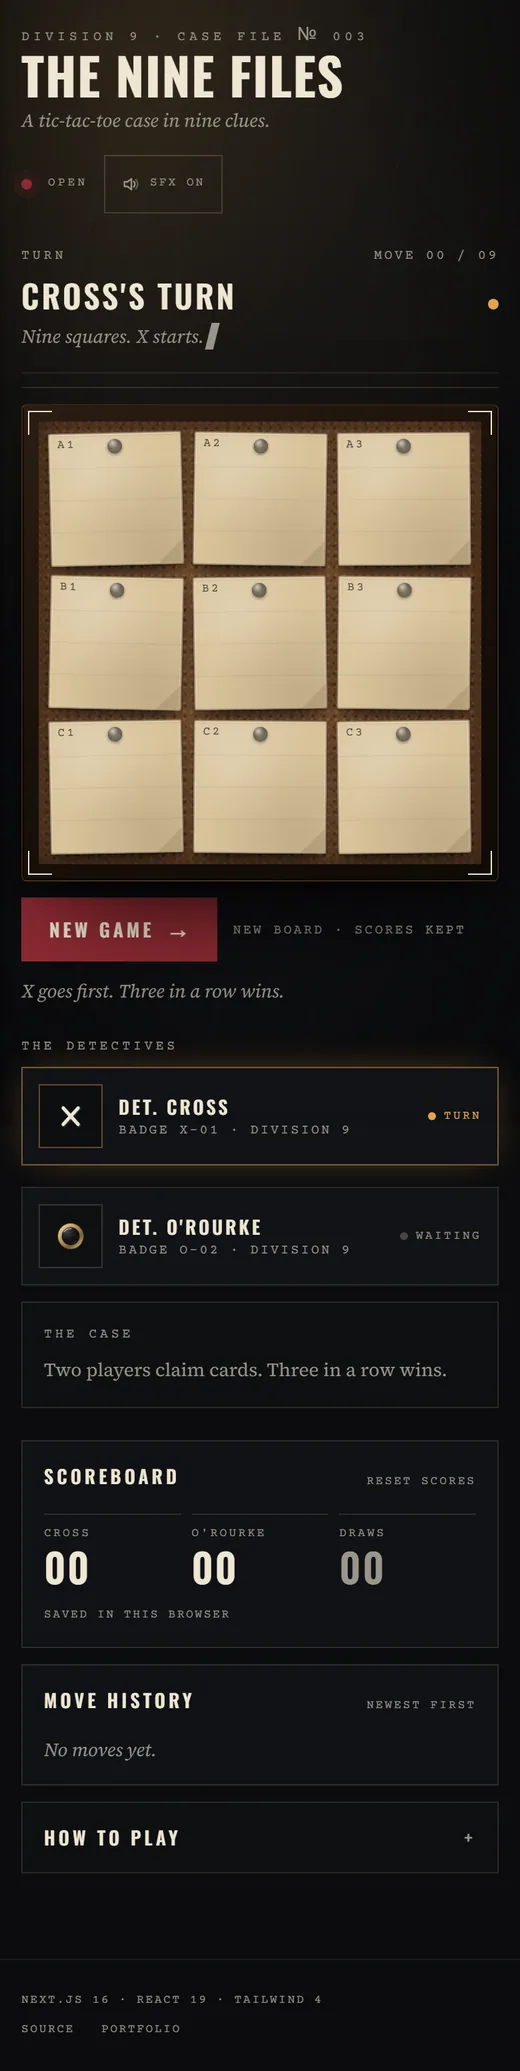 DIVISION 9 · CASE FILE № 003
THE NINE FILES
A tic-tac-toe case in nine clues.
OPEN
SFX ON
TURN
MOVE 00 / 09
CROSS'S TURN
Nine squares. X starts.
A1
A2
A3
B1
B2
B3
C1
C2
C3
NEW GAME →
NEW BOARD · SCORES KEPT
X goes first. Three in a row wins.
THE DETECTIVES
DET. CROSS
BADGE X-01 · DIVISION 9
TURN
DET. O'ROURKE
BADGE O-02 · DIVISION 9
WAITING
THE CASE
Two players claim cards. Three in a row wins.
SCOREBOARD
RESET SCORES
CROSS
O'ROURKE
DRAWS
00
00
00
SAVED IN THIS BROWSER
MOVE HISTORY
NEWEST FIRST
No moves yet.
HOW TO PLAY
+
NEXT.JS 16 · REACT 19 · TAILWIND 4
SOURCE
PORTFOLIO